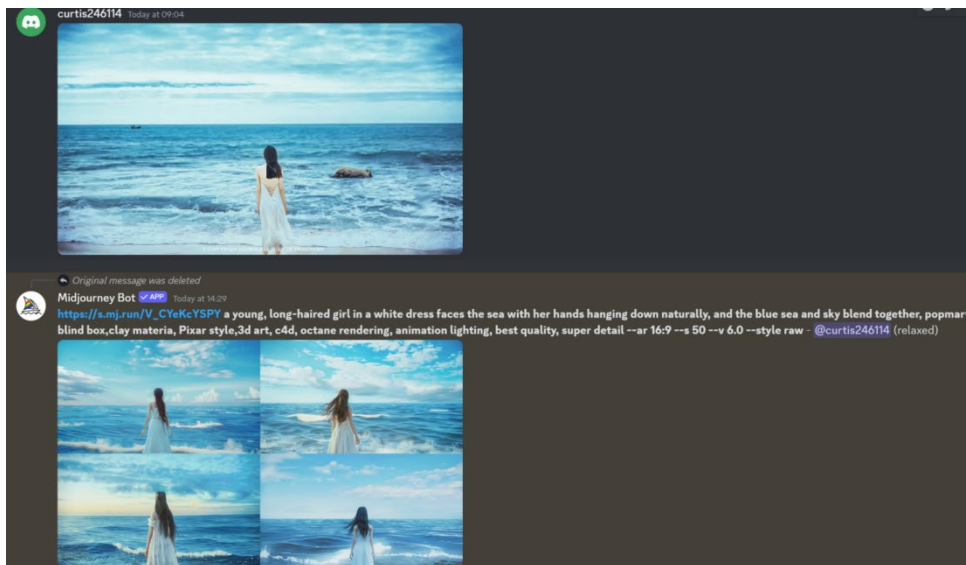 curtis246114 Today at 09:04
Original message was deleted
Midjourney Bot ✓ APP Today at 14:29
https://s.mj.run/V_CYeKcYSPY a young, long-haired girl in a white dress faces the sea with her hands hanging down naturally, and the blue sea and sky blend together, popmar
blind box,clay materia, Pixar style,3d art, c4d, octane rendering, animation lighting, best quality, super detail --ar 16:9 --s 50 --v 6.0 --style raw - @curtis246114 (relaxed)